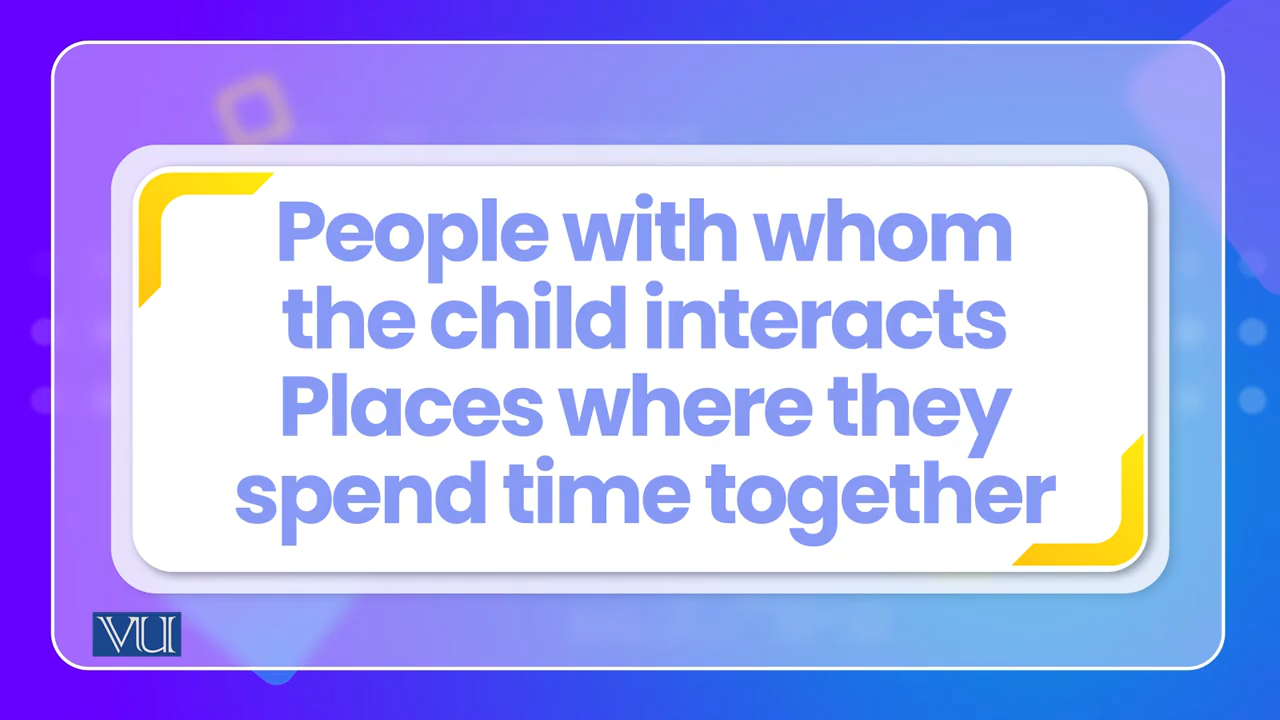 People with whom
the child interacts
Places where they
spend time together
VU